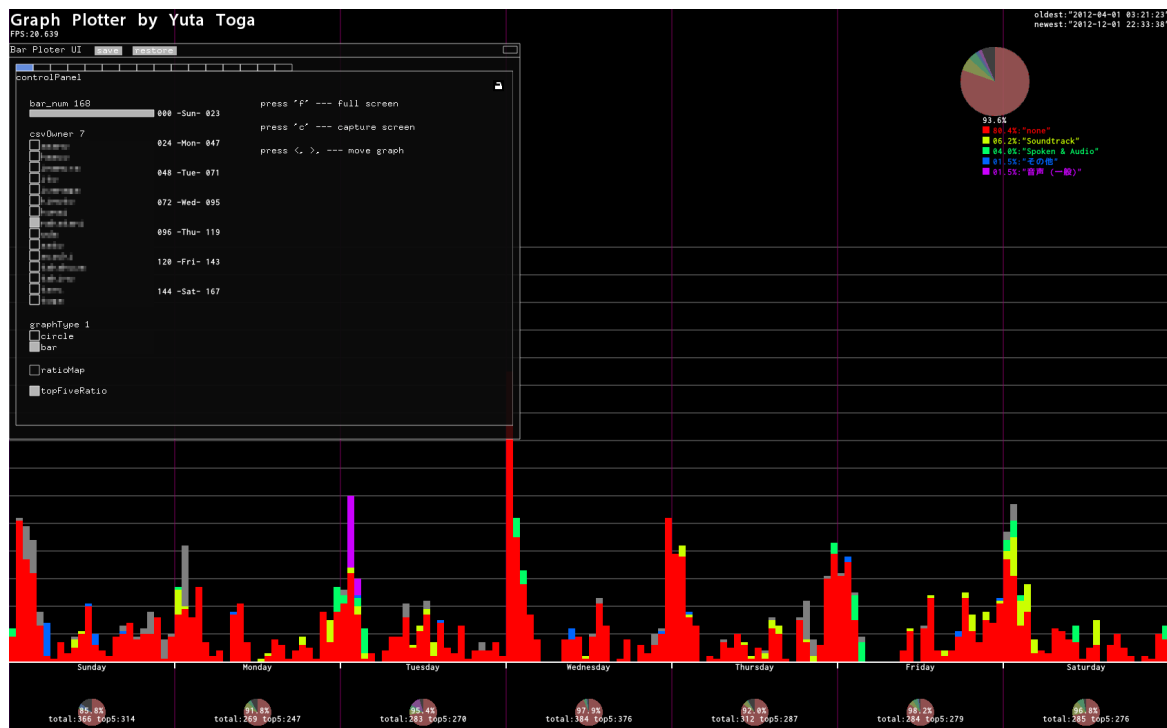 Graph Plotter by Yuta Toga
FPS:20.639
oldest:"2012-04-01 03:21:23"
newest:"2012-12-01 22:33:38"
Bar Ploter UI save restore
controlPanel
bar_num 168
000 -Sun- 023
024 -Mon- 047
048 -Tue- 071
072 -Wed- 095
096 -Thu- 119
120 -Fri- 143
144 -Sat- 167
press 'f' --- full screen
press 'c' --- capture screen
press <, >, --- move graph
csvOwner 7
graphType 1
circle
bar
ratioMap
topFiveRatio
93.6%
80.4%:"none"
06.2%:"Soundtrack"
04.0%:"Spoken & Audio"
01.5%:"その他"
01.5%:"音声 (一般)"
Sunday Monday Tuesday Wednesday Thursday Friday Saturday
85.8% 91.8% 95.4% 97.9% 92.0% 98.2% 96.8%
total:366 top5:314 total:269 top5:247 total:283 top5:270 total:384 top5:376 total:312 top5:287 total:284 top5:279 total:285 top5:276